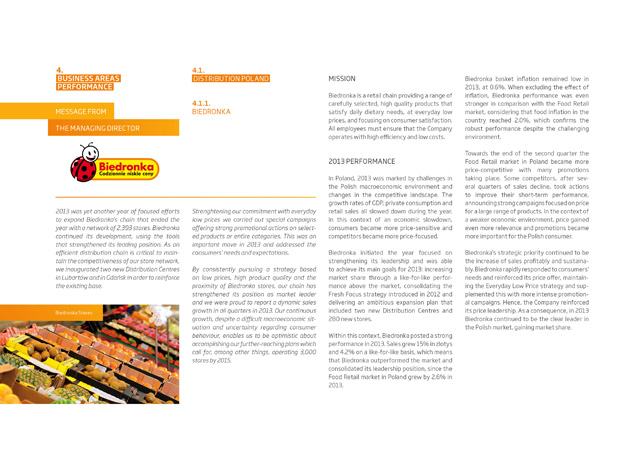 4.
BUSINESS AREAS
PERFORMANCE
MESSAGE FROM
THE MANAGING DIRECTOR
Biedronka
Codziennie niskie ceny
2013 was yet another year of focused efforts
to expand Biedronka's chain that ended the
year with a network of 2,393 stores. Biedronka
continued its development, using the tools
that strengthened its leading position. As an
efficient distribution chain is critical to main-
tain the competitiveness of our store network,
we inaugurated two new Distribution Centres
in Lubartów and in Gdańsk in order to reinforce
the existing base.
Biedronka Stores
4.1.
DISTRIBUTION POLAND
4.1.1.
BIEDRONKA
Strengthening our commitment with everyday
low prices we carried out special campaigns
offering strong promotional actions on select-
ed products or entire categories. This was an
important move in 2013 and addressed the
consumers' needs and expectations.
By consistently pursuing a strategy based
on low prices, high product quality and the
proximity of Biedronka stores, our chain has
strengthened its position as market leader
and we were proud to report a dynamic sales
growth in all quarters in 2013. Our continuous
growth, despite a difficult macroeconomic sit-
uation and uncertainty regarding consumer
behaviour, enables us to be optimistic about
accomplishing our further-reaching plans which
call for, among other things, operating 3,000
stores by 2015.
MISSION
Biedronka is a retail chain providing a range of
carefully selected, high quality products that
satisfy daily dietary needs, at everyday low
prices, and focusing on consumer satisfaction.
All employees must ensure that the Company
operates with high efficiency and low costs.
2013 PERFORMANCE
In Poland, 2013 was marked by challenges in
the Polish macroeconomic environment and
changes in the competitive landscape. The
growth rates of GDP, private consumption and
retail sales all slowed down during the year.
In this context of an economic slowdown,
consumers became more price-sensitive and
competitors became more price-focused.
Biedronka initiated the year focused on
strengthening its leadership and was able
to achieve its main goals for 2013: increasing
market share through a like-for-like perfor-
mance above the market, consolidating the
Fresh Focus strategy introduced in 2012 and
delivering an ambitious expansion plan that
included two new Distribution Centres and
280 new stores.
Within this context, Biedronka posted a strong
performance in 2013. Sales grew 15% in zlotys
and 4.2% on a like-for-like basis, which means
that Biedronka outperformed the market and
consolidated its leadership position, since the
Food Retail market in Poland grew by 2.6% in
2013.
Biedronka basket inflation remained low in
2013, at 0.6%. When excluding the effect of
inflation, Biedronka performance was even
stronger in comparison with the Food Retail
market, considering that food inflation in the
country reached 2.0%, which confirms the
robust performance despite the challenging
environment.
Towards the end of the second quarter the
Food Retail market in Poland became more
price-competitive with many promotions
taking place. Some competitors, after sev-
eral quarters of sales decline, took actions
to improve their short-term performance,
announcing strong campaigns focused on price
for a large range of products. In the context of
a weaker economic environment, price gained
even more relevance and promotions became
more important for the Polish consumer.
Biedronka's strategic priority continued to be
the increase of sales profitably and sustaina-
bly. Biedronka rapidly responded to consumers'
needs and reinforced its price offer, maintain-
ing the Everyday Low Price strategy and sup-
plemented this with more intense promotion-
al campaigns. Hence, the Company reinforced
its price leadership. As a consequence, in 2013
Biedronka continued to be the clear leader in
the Polish market, gaining market share.